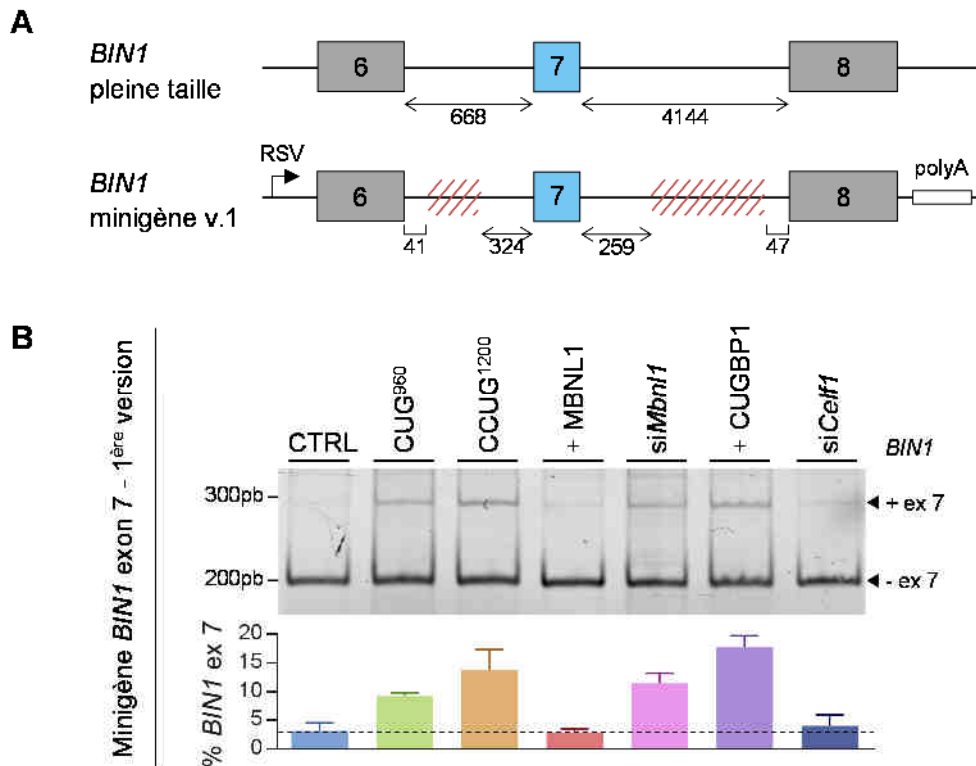 A
BIN1
pleine taille
6
7
8
668
4144
BIN1
minigène v.1
RSV
6
7
8
polyA
41
324
259
47
B
Minigène BIN1 exon 7 - 1ère version
CTRL
CUG960
CCUG1200
+ MBNL1
siMbnl1
+ CUGBP1
siCelf1
BIN1
300pb
+ ex 7
200pb
- ex 7
% BIN1 ex 7
20
15
10
5
0